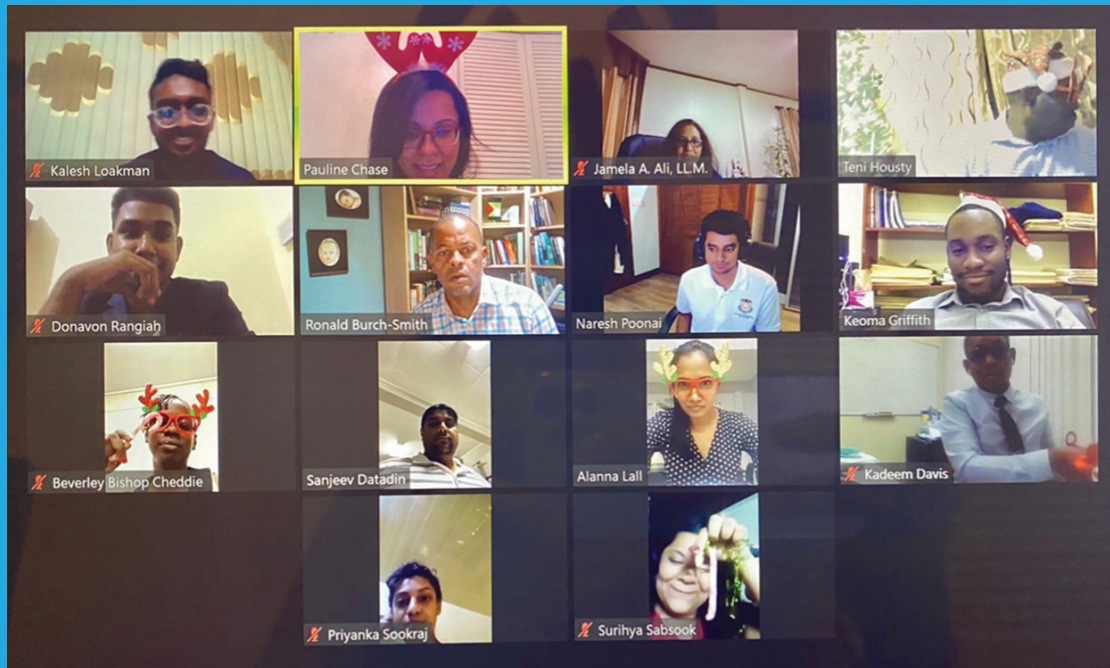 Kalesh Loakman
Pauline Chase
Jamela A. Ali, LL.M.
Teni Housty
Donavon Rangiah
Ronald Burch-Smith
Naresh Poonai
Keoma Griffith
Beverley Bishop Cheddie
Sanjeev Datadin
Alanna Lall
Kadeem Davis
Priyanka Sookraj
Surihya Sabsook